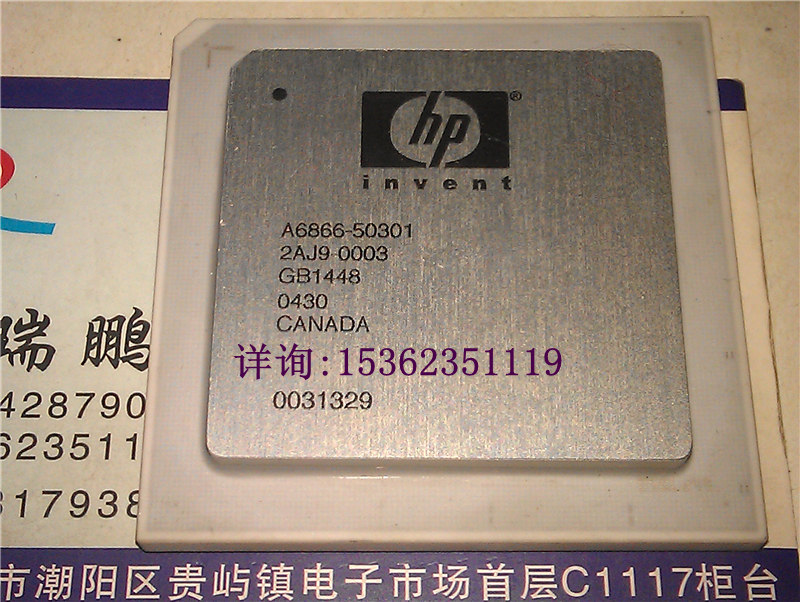 hp®
invent
A6866-50301
2AJ9-0003
GB1448
0430
CANADA
详询:15362351119
0031329
瑞鹏
428790
623511
317938
市潮阳区贵屿镇电子市场首层C1117柜台